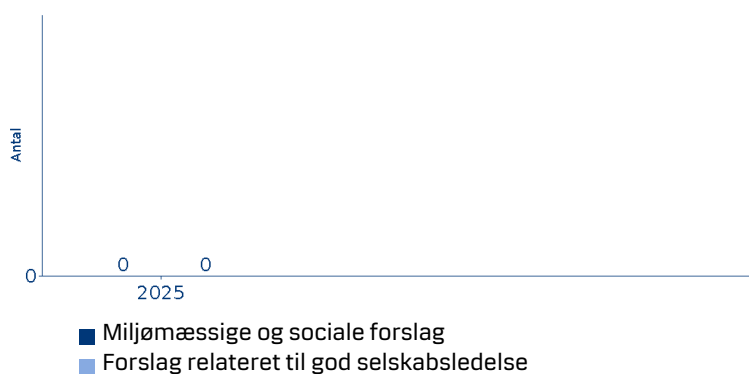 Antal
0 0
0
2025
Miljømæssige og sociale forslag
Forslag relateret til god selskabsledelse